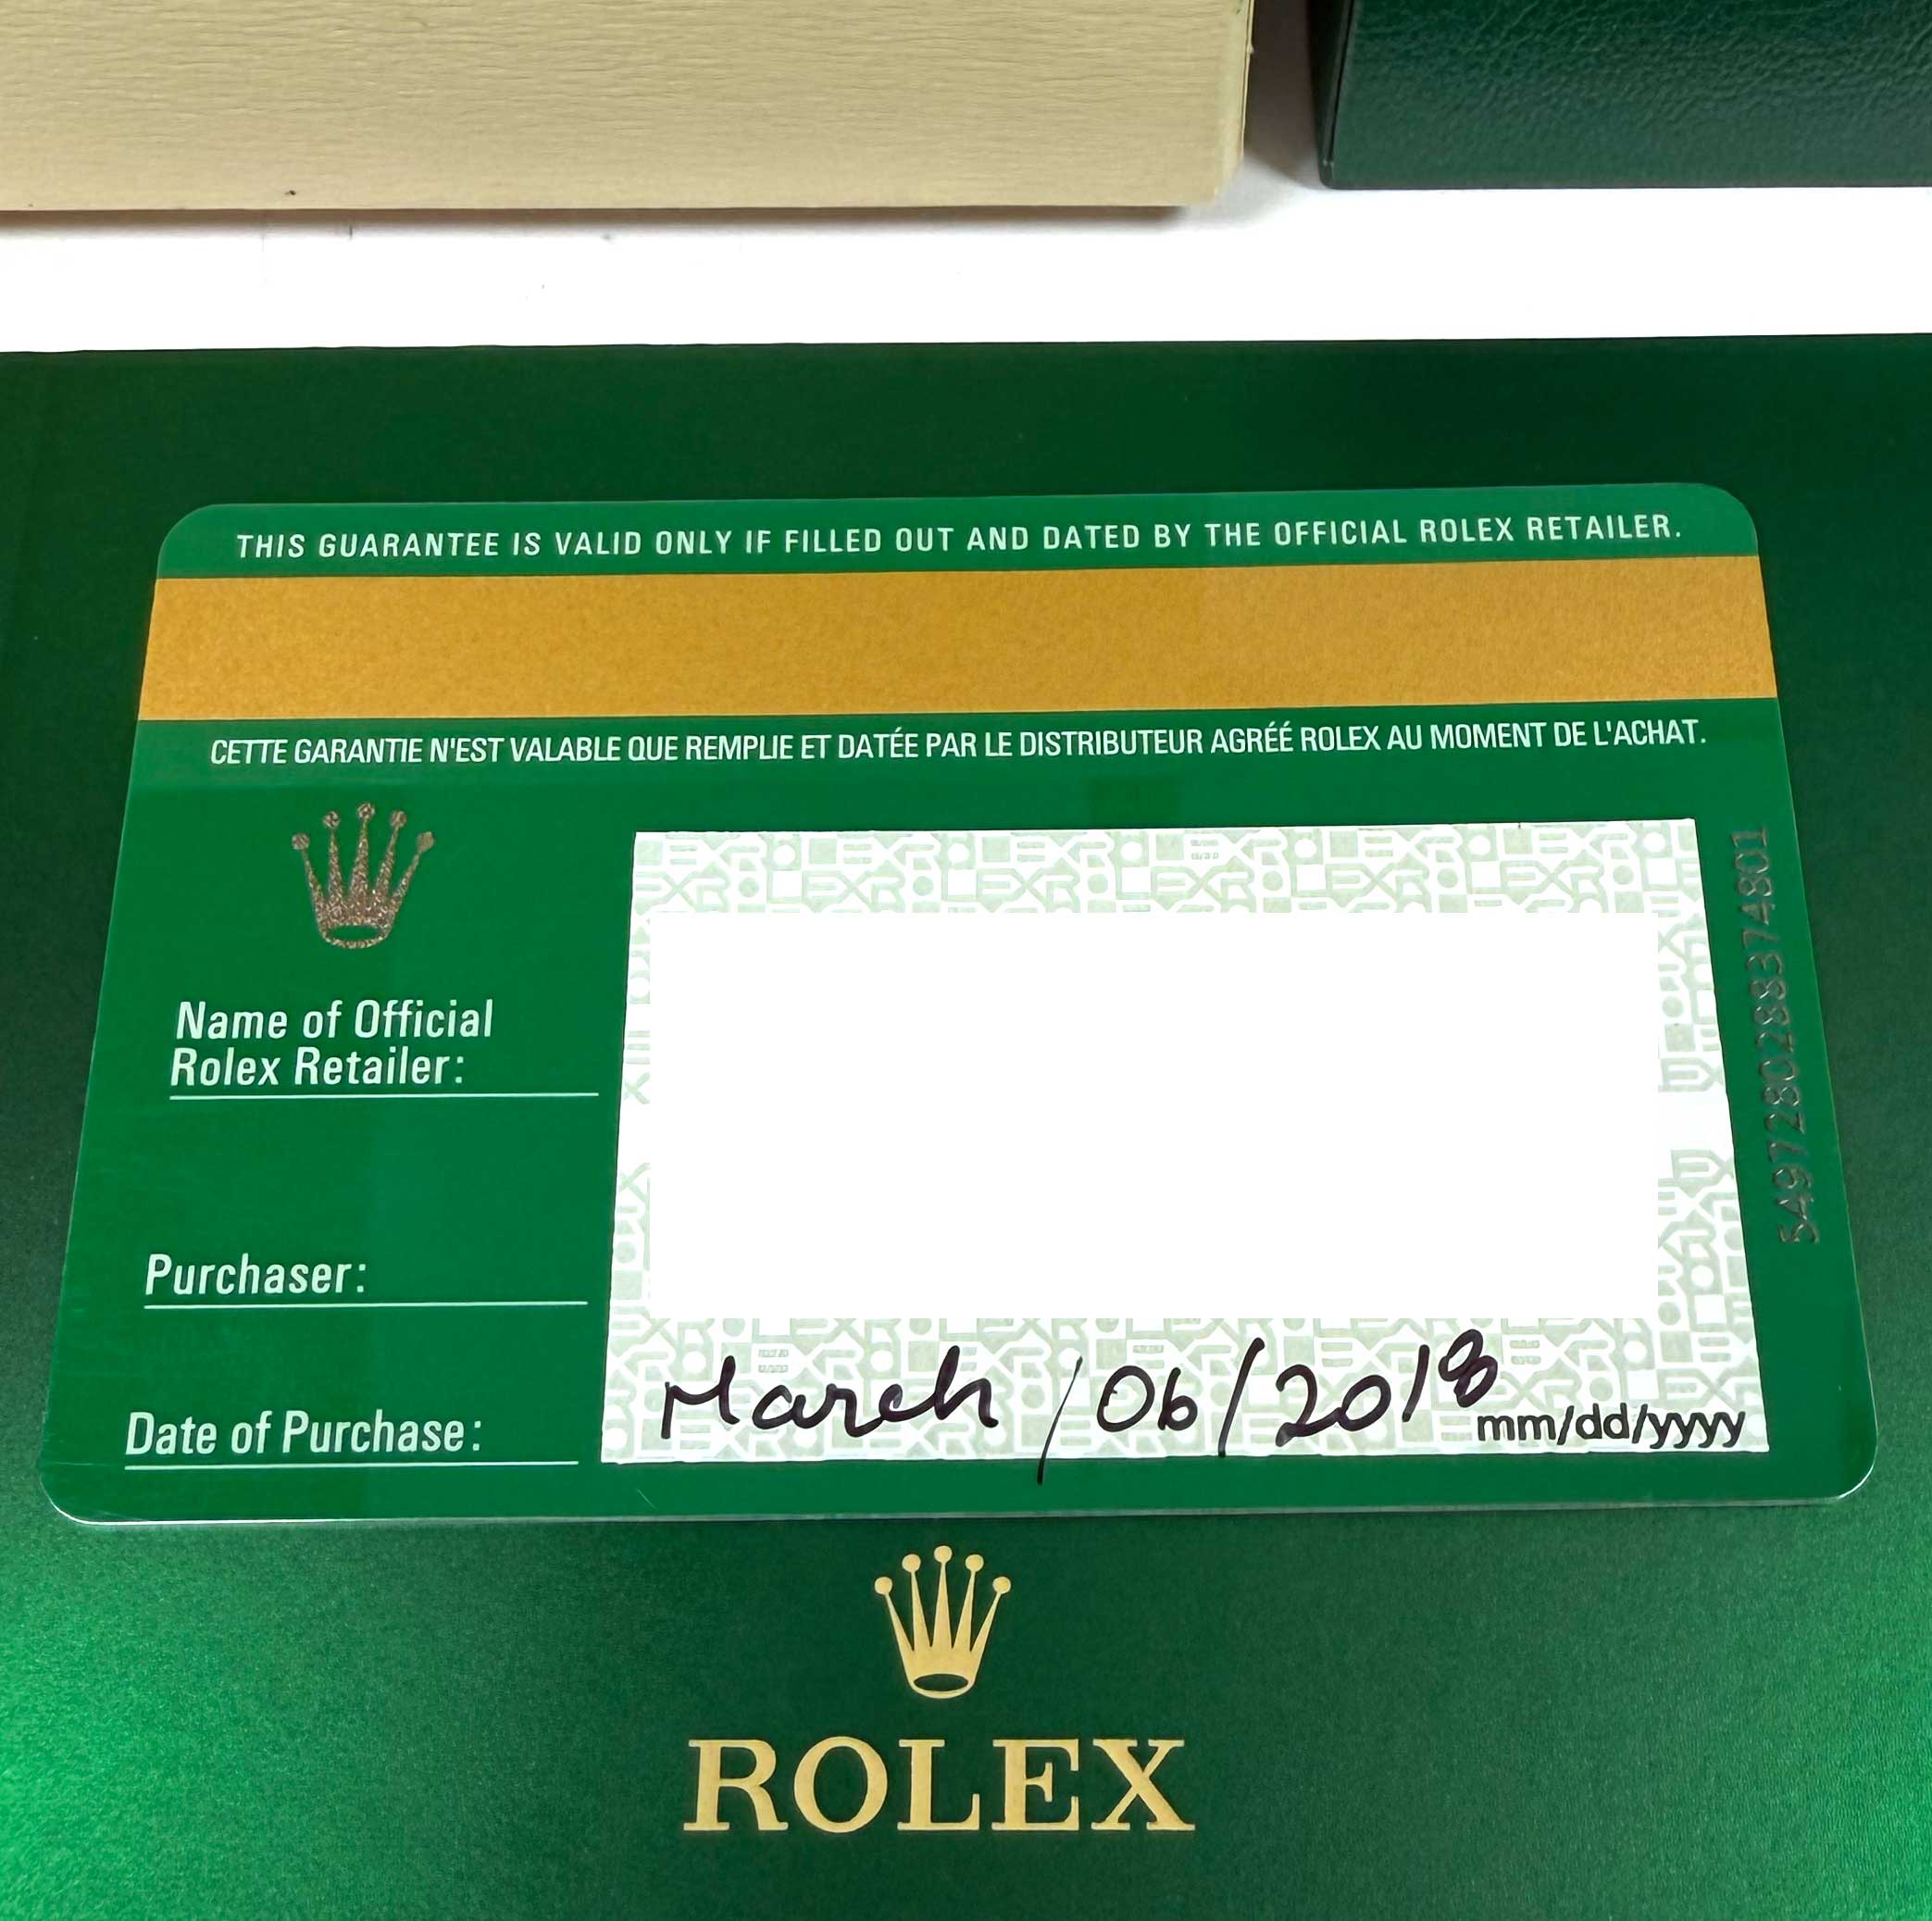 THIS GUARANTEE IS VALID ONLY IF FILLED OUT AND DATED BY THE OFFICIAL ROLEX RETAILER.
CETTE GARANTIE N'EST VALABLE QUE REMPLIE ET DATÉE PAR LE DISTRIBUTEUR AGRÉÉ ROLEX AU MOMENT DE L'ACHAT.
Name of Official
Rolex Retailer:
Purchaser:
Date of Purchase:
March / 06 / 2018
mm/dd/yyyy
5497280288374801
ROLEX